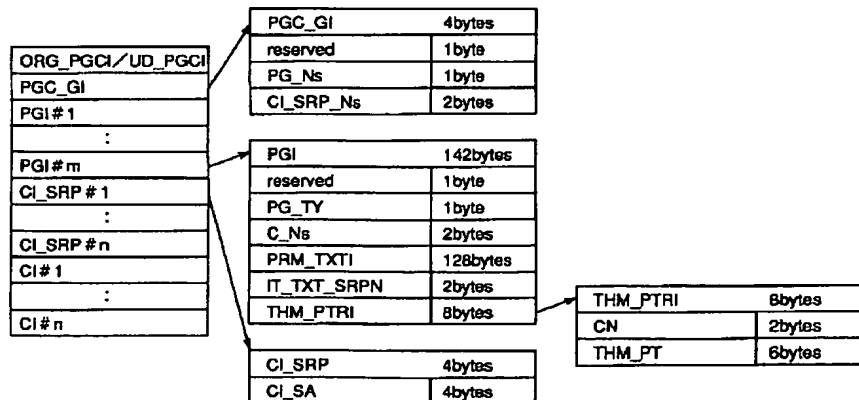 ORG_PGCI/UD_PGCI
PGC_GI
PGI#1
:
PGI#m
CI_SRP#1
:
CI_SRP#n
CI#1
:
CI#n
PGC_GI 4bytes
reserved 1byte
PG_Ns 1byte
CI_SRP_Ns 2bytes
PGI 142bytes
reserved 1byte
PG_TY 1byte
C_Ns 2bytes
PRM_TXTI 128bytes
IT_TXT_SRPN 2bytes
THM_PTRI 8bytes
CI_SRP 4bytes
CI_SA 4bytes
THM_PTRI 8bytes
CN 2bytes
THM_PT 6bytes